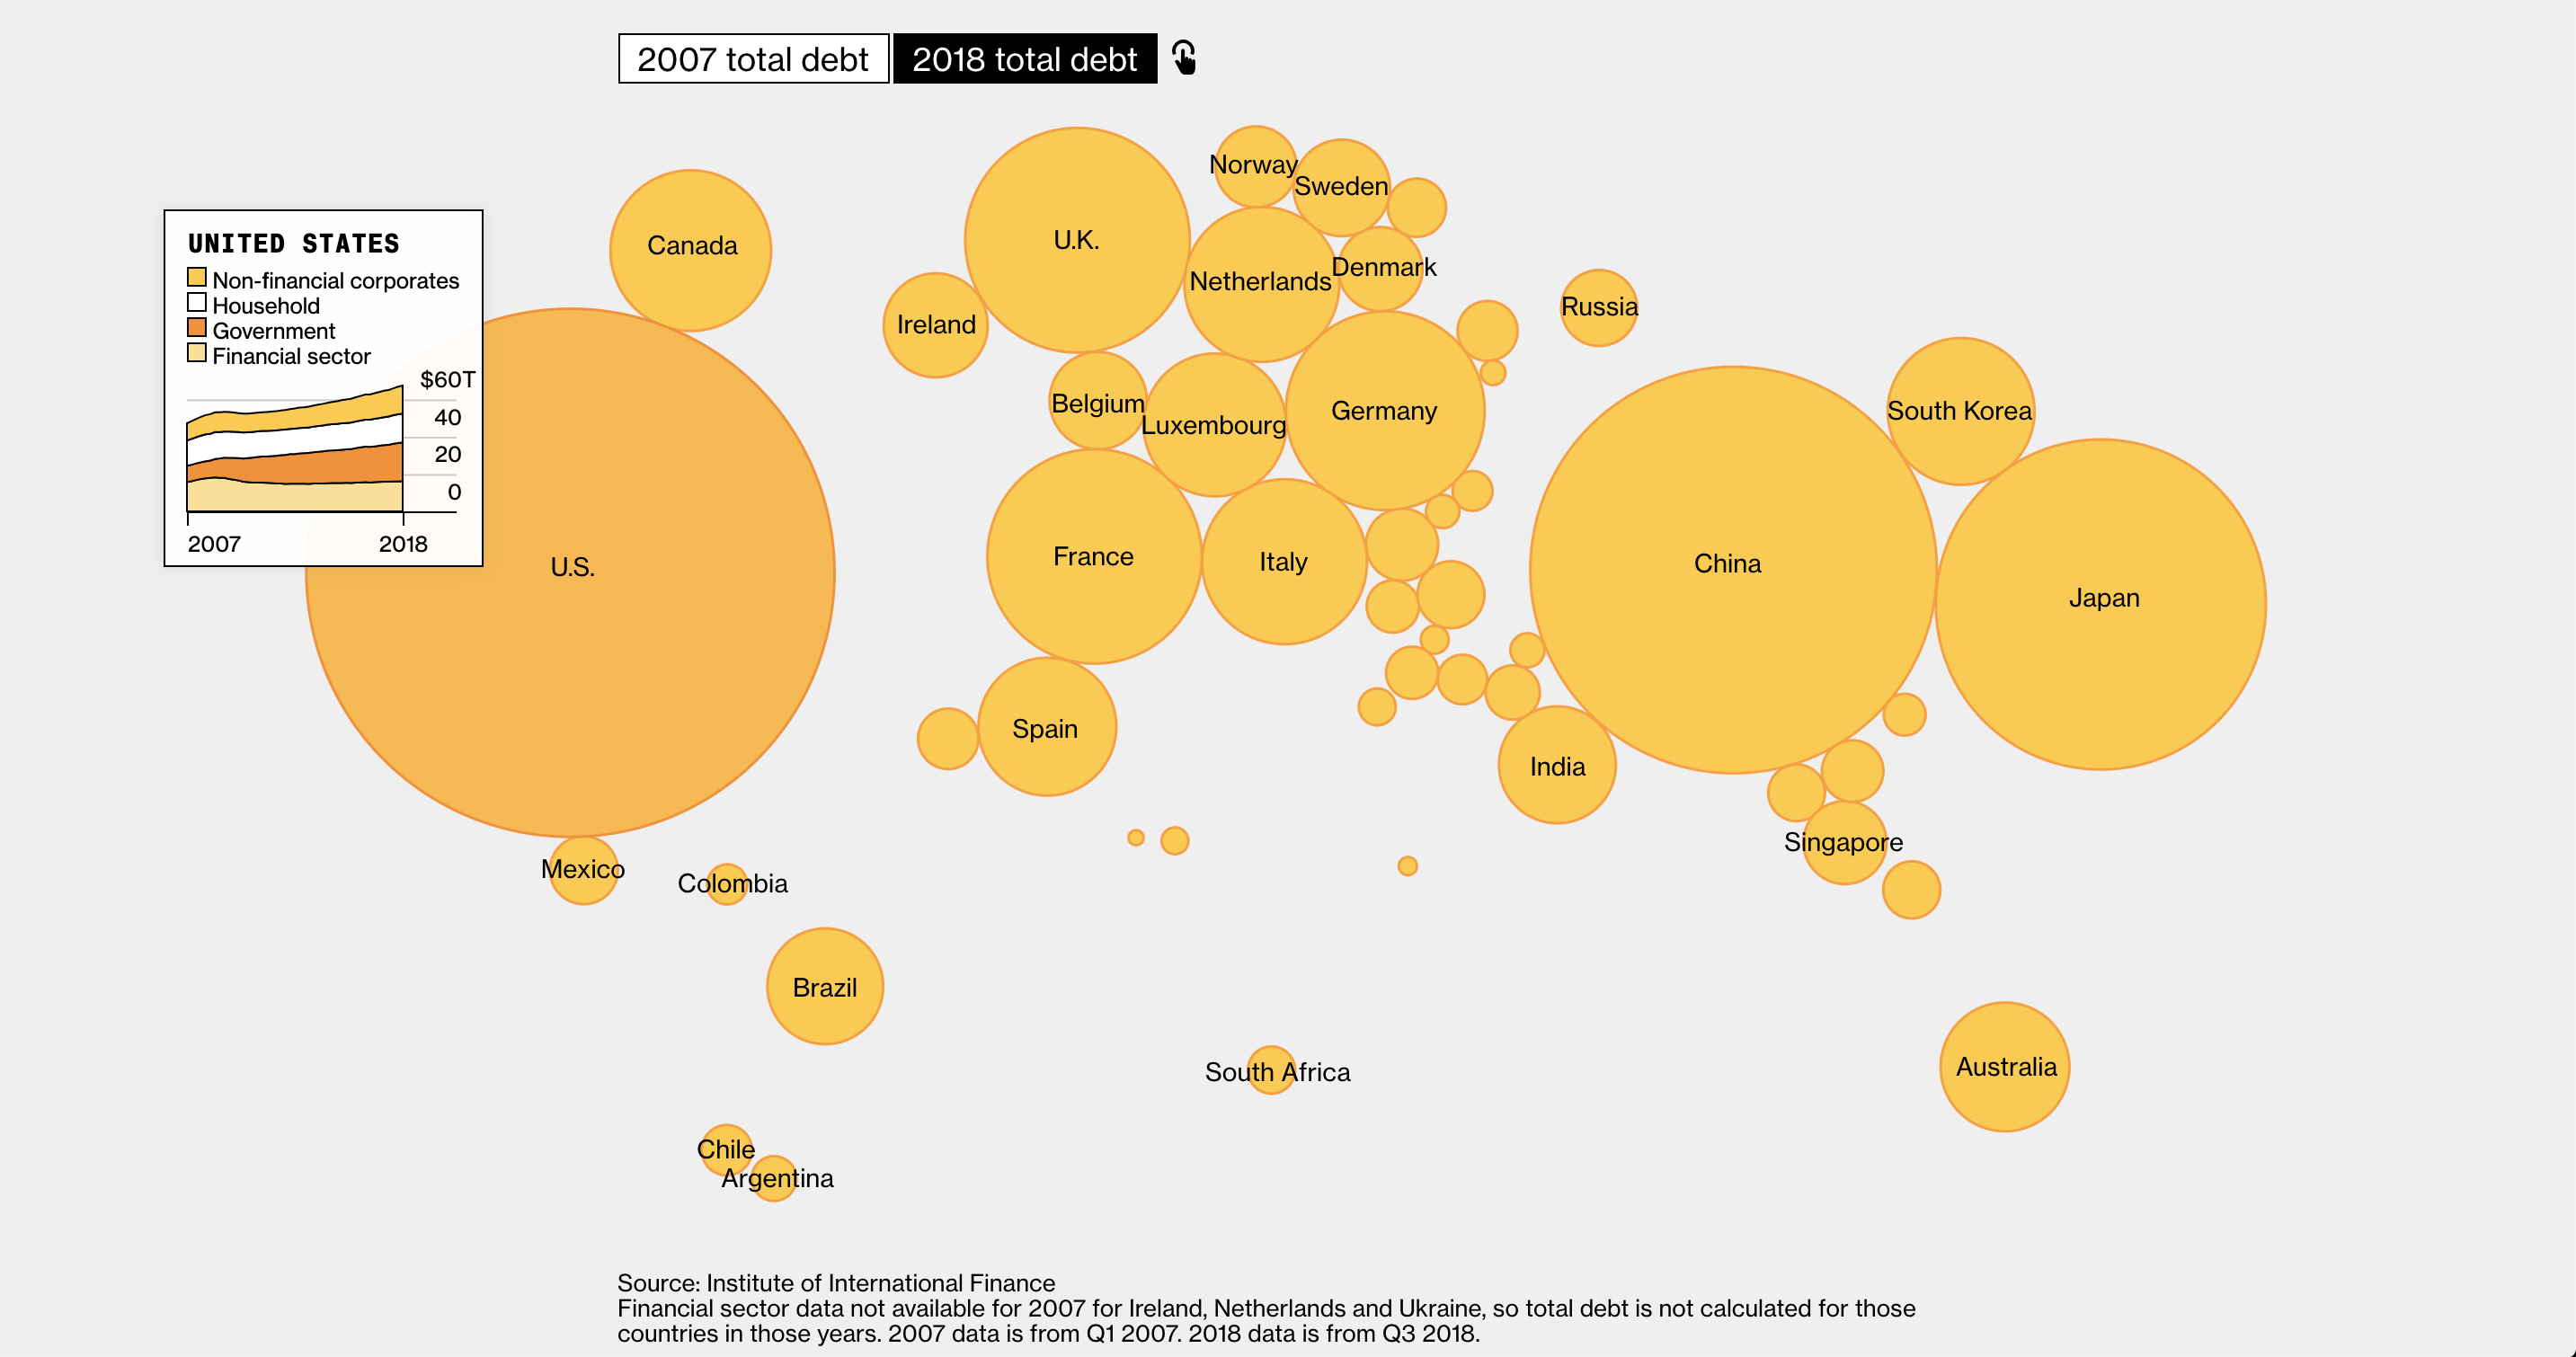 2007 total debt
2018 total debt
Norway
Sweden
Canada
U.K.
UNITED STATES
Non-financial corporates
Household
Government
Financial sector
$60T
40
20
0
2007
2018
Netherlands
Denmark
Ireland
Russia
Belgium
Luxembourg
Germany
South Korea
U.S.
France
Italy
China
Japan
Spain
India
Singapore
Mexico
Colombia
Brazil
South Africa
Australia
Chile
Argentina
Source: Institute of International Finance
Financial sector data not available for 2007 for Ireland, Netherlands and Ukraine, so total debt is not calculated for those
countries in those years. 2007 data is from Q1 2007. 2018 data is from Q3 2018.